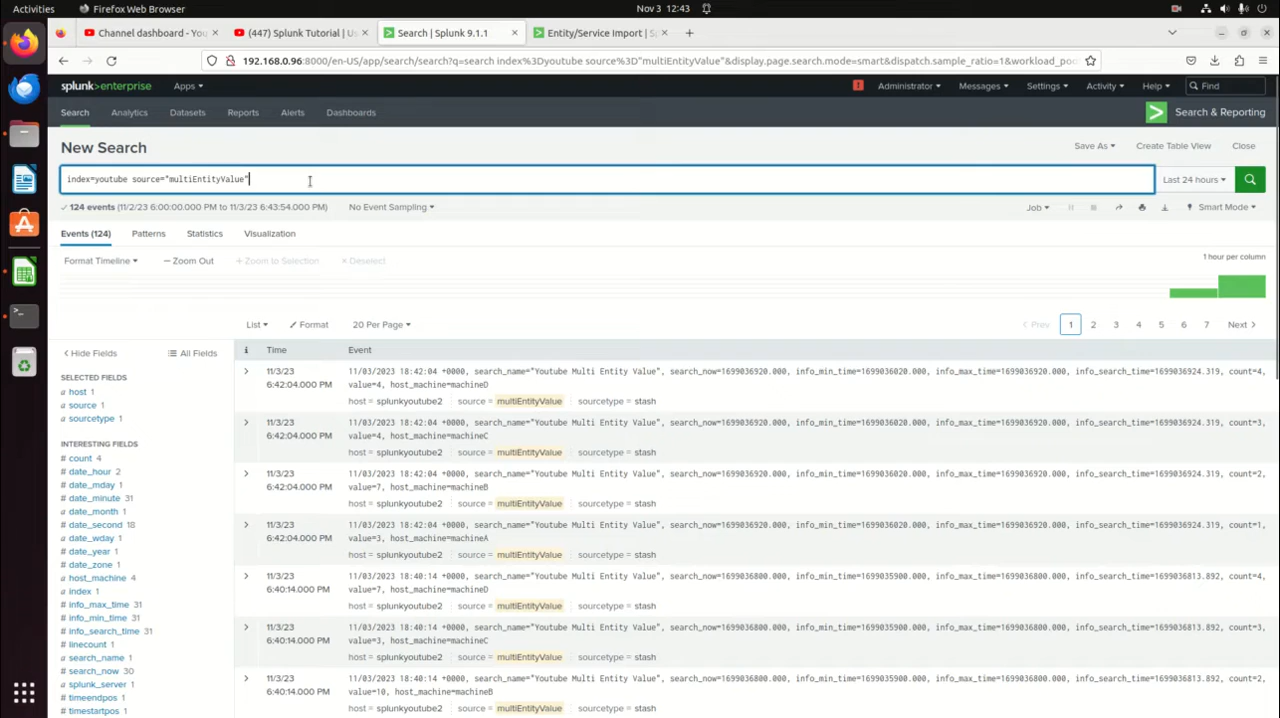 Activities Firefox Web Browser Nov 3 12:43
Channel dashboard - You (447) Splunk Tutorial | Us Search | Splunk 9.1.1 Entity/Service Import | Sp
192.168.0.96:8000/en-US/app/search/search?q=search index%3Dyoutube source%3D"multiEntityValue"&display.page.search.mode=smart&dispatch.sample_ratio=1&workload_poo
splunk>enterprise Apps Administrator Messages Settings Activity Help Find
Search Analytics Datasets Reports Alerts Dashboards Search & Reporting
New Search Save As Create Table View Close
index=youtube source="multiEntityValue" Last 24 hours
124 events (11/2/23 6:00:00.000 PM to 11/3/23 6:43:54.000 PM) No Event Sampling Job Smart Mode
Events (124) Patterns Statistics Visualization
Format Timeline — Zoom Out + Zoom to Selection × Deselect 1 hour per column
List Format 20 Per Page < Prev 1 2 3 4 5 6 7 Next >
< Hide Fields All Fields i Time Event
SELECTED FIELDS
a host 1
a source 1
a sourcetype 1
INTERESTING FIELDS
# count 4
# date_hour 2
# date_mday 1
# date_minute 31
a date_month 1
# date_second 18
a date_wday 1
# date_year 1
# date_zone 1
a host_machine 4
a index 1
# info_max_time 31
# info_min_time 31
# info_search_time 31
# linecount 1
a search_name 1
# search_now 30
a splunk_server 1
# timeendpos 1
# timestartpos 1
11/3/23 11/03/2023 18:42:04 +0000, search_name="Youtube Multi Entity Value", search_now=1699036920.000, info_min_time=1699036020.000, info_max_time=1699036920.000, info_search_time=1699036924.319, count=4,
6:42:04.000 PM value=4, host_machine=machineD
host = splunkyoutube2 source = multiEntityValue sourcetype = stash
11/3/23 11/03/2023 18:42:04 +0000, search_name="Youtube Multi Entity Value", search_now=1699036920.000, info_min_time=1699036020.000, info_max_time=1699036920.000, info_search_time=1699036924.319, count=3,
6:42:04.000 PM value=4, host_machine=machineC
host = splunkyoutube2 source = multiEntityValue sourcetype = stash
11/3/23 11/03/2023 18:42:04 +0000, search_name="Youtube Multi Entity Value", search_now=1699036920.000, info_min_time=1699036020.000, info_max_time=1699036920.000, info_search_time=1699036924.319, count=2,
6:42:04.000 PM value=7, host_machine=machineB
host = splunkyoutube2 source = multiEntityValue sourcetype = stash
11/3/23 11/03/2023 18:42:04 +0000, search_name="Youtube Multi Entity Value", search_now=1699036920.000, info_min_time=1699036020.000, info_max_time=1699036920.000, info_search_time=1699036924.319, count=1,
6:42:04.000 PM value=3, host_machine=machineA
host = splunkyoutube2 source = multiEntityValue sourcetype = stash
11/3/23 11/03/2023 18:40:14 +0000, search_name="Youtube Multi Entity Value", search_now=1699036800.000, info_min_time=1699035900.000, info_max_time=1699036800.000, info_search_time=1699036813.892, count=4,
6:40:14.000 PM value=7, host_machine=machineD
host = splunkyoutube2 source = multiEntityValue sourcetype = stash
11/3/23 11/03/2023 18:40:14 +0000, search_name="Youtube Multi Entity Value", search_now=1699036800.000, info_min_time=1699035900.000, info_max_time=1699036800.000, info_search_time=1699036813.892, count=3,
6:40:14.000 PM value=3, host_machine=machineC
host = splunkyoutube2 source = multiEntityValue sourcetype = stash
11/3/23 11/03/2023 18:40:14 +0000, search_name="Youtube Multi Entity Value", search_now=1699036800.000, info_min_time=1699035900.000, info_max_time=1699036800.000, info_search_time=1699036813.892, count=2,
6:40:14.000 PM value=10, host_machine=machineB
host = splunkyoutube2 source = multiEntityValue sourcetype = stash